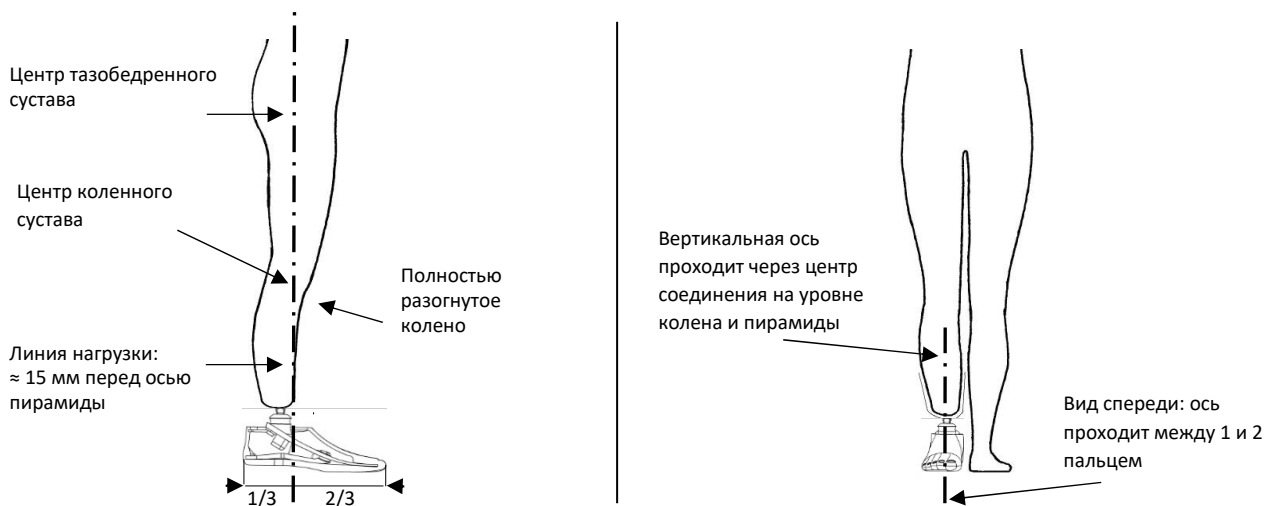 Центр тазобедренного
сустава
Центр коленного
сустава
Полностью
разогнутое
колено
Линия нагрузки:
≈ 15 мм перед осью
пирамиды
1/3
2/3
Вертикальная ось
проходит через центр
соединения на уровне
колена и пирамиды
Вид спереди: ось
проходит между 1 и 2
пальцем